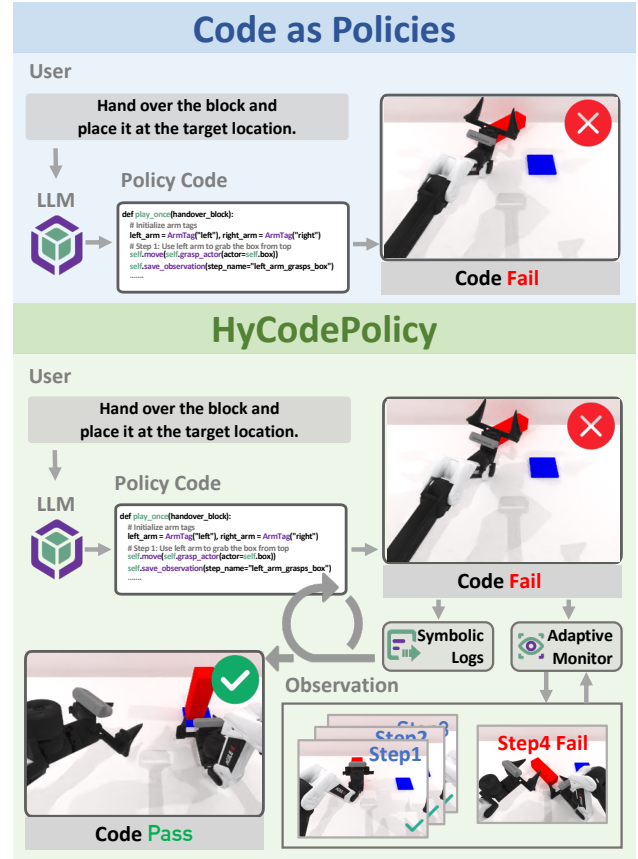 Code as Policies
User
Hand over the block and
place it at the target location.
LLM
Policy Code
def play_once(handover_block):
# Initialize arm tags
left_arm = ArmTag("left"), right_arm = ArmTag("right")
# Step 1: Use left arm to grab the box from top
self.move(self.grasp_actor(actor=self.box))
self.save_observation(step_name="left_arm_grasps_box")
.......
Code Fail
HyCodePolicy
User
Hand over the block and
place it at the target location.
LLM
Policy Code
def play_once(handover_block):
# Initialize arm tags
left_arm = ArmTag("left"), right_arm = ArmTag("right")
# Step 1: Use left arm to grab the box from top
self.move(self.grasp_actor(actor=self.box))
self.save_observation(step_name="left_arm_grasps_box")
.......
Code Fail
Symbolic
Logs
Adaptive
Monitor
Code Pass
Observation
Step2
Step1
Step4 Fail